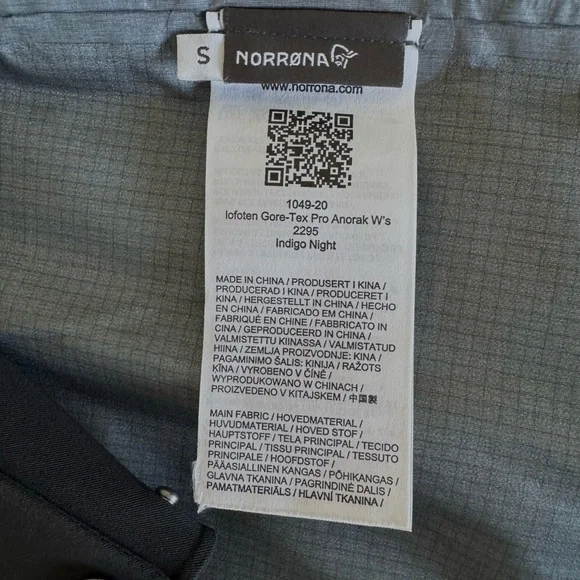 S
NORRØNA
www.norrona.com
1049-20
lofoten Gore-Tex Pro Anorak W's
2295
Indigo Night
MADE IN CHINA / PRODUSERT I KINA /
PRODUCERAD I KINA / PRODUCERET I
KINA / HERGESTELLT IN CHINA / HECHO
EN CHINA / FABRICADO EM CHINA /
FABRIQUÉ EN CHINE / FABBRICATO IN
CINA / GEPRODUCEERD IN CHINA /
VALMISTETTU KIINASSA / VALMISTATUD
HIINA / ZEMLJA PROIZVODNJE: KINA /
PAGAMINIMO ŠALIS: KINIJA / RAŽOTS
ĶĪNA / VYROBENO V ČÍNĚ /
WYPRODUKOWANO W CHINACH /
PROIZVEDENO V KITAJSKEM / 中国製
MAIN FABRIC / HOVEDMATERIAL /
HUVUDMATERIAL / HOVED STOF /
HAUPTSTOFF / TELA PRINCIPAL / TECIDO
PRINCIPAL / TISSU PRINCIPAL / TESSUTO
PRINCIPALE / HOOFDSTOF /
PÄÄASIALLINEN KANGAS / PÕHIKANGAS /
GLAVNA TKANINA / PAGRINDINĖ DALIS /
PAMATMATERIĀLS / HLAVNÍ TKANINA /